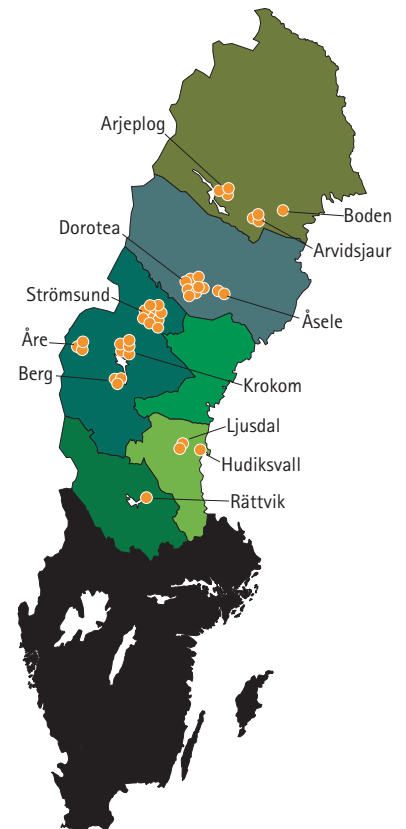 Arjeplog
Boden
Dorotea
Arvidsjaur
Strömsund
Åsele
Åre
Berg
Krokom
Ljusdal
Hudiksvall
Rättvik